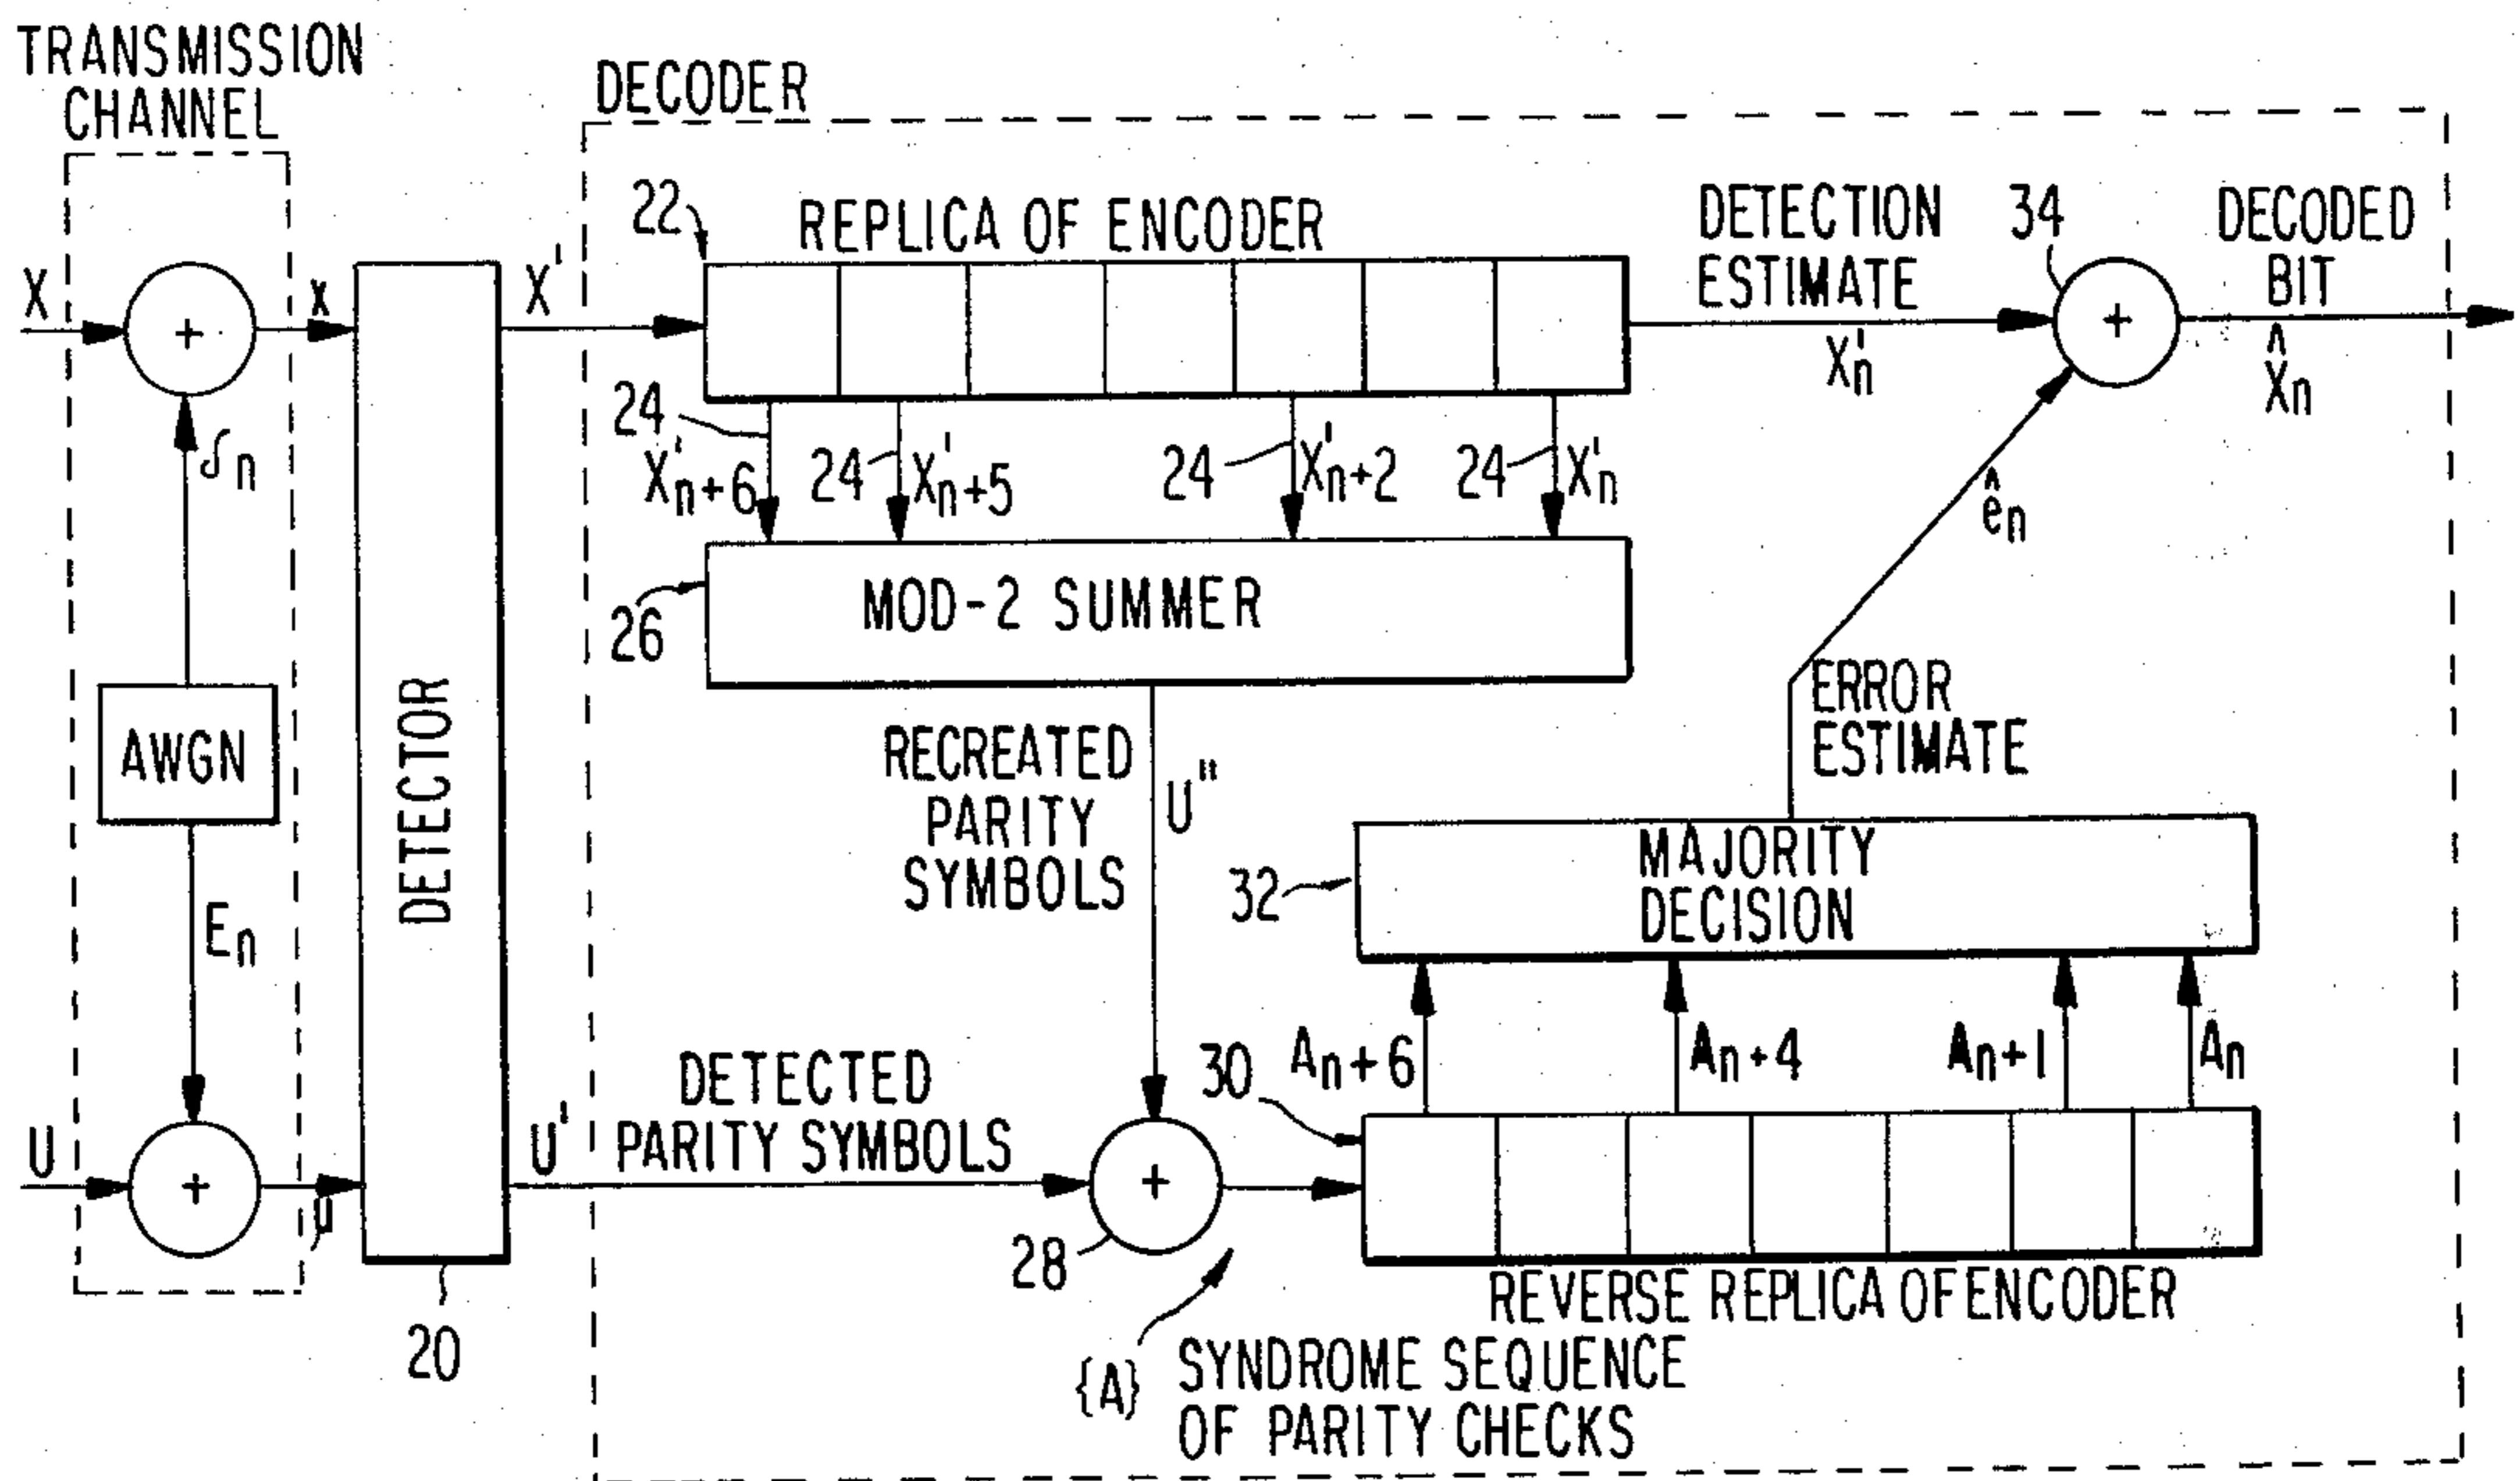 TRANSMISSION
CHANNEL
DECODER
22
REPLICA OF ENCODER
DETECTION
ESTIMATE
34
DECODED
BIT
X
+
x
X'
X'n
+
X̂n
24
24
24
24
X'n+6
X'n+5
X'n+2
X'n
δn
ên
26
MOD-2 SUMMER
AWGN
DETECTOR
RECREATED
PARITY
SYMBOLS
U"
ERROR
ESTIMATE
32
MAJORITY
DECISION
En
DETECTED
PARITY SYMBOLS
30
An+6
An+4
An+1
An
U
+
μ
U'
+
28
REVERSE REPLICA OF ENCODER
20
{A}
SYNDROME SEQUENCE
OF PARITY CHECKS